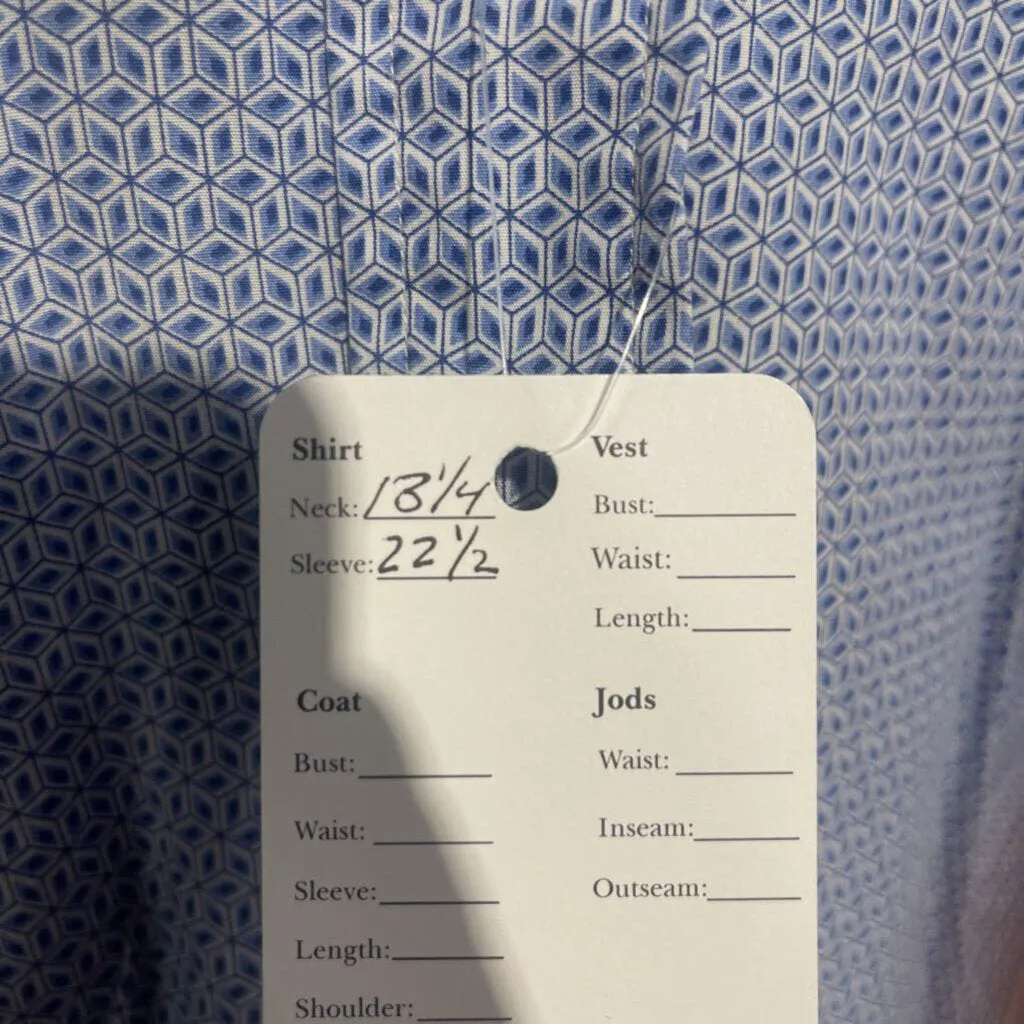 Shirt
Neck: 13 1/4
Sleeve: 22 1/2
Vest
Bust:
Waist:
Length:
Coat
Bust:
Waist:
Sleeve:
Length:
Shoulder:
Jods
Waist:
Inseam:
Outseam: